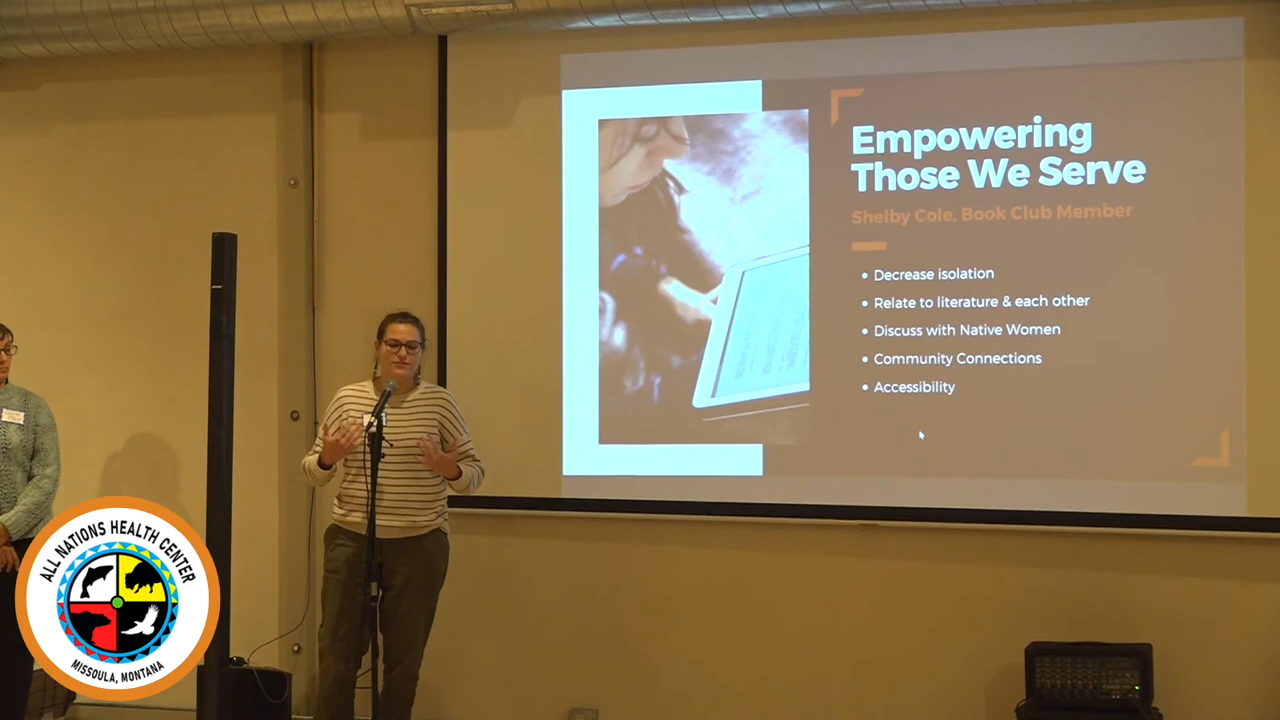 Empowering
Those We Serve
Shelby Cole, Book Club Member
• Decrease isolation
• Relate to literature & each other
• Discuss with Native Women
• Community Connections
• Accessibility
ALL NATIONS HEALTH CENTER
MISSOULA, MONTANA